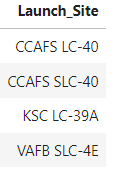 Launch_Site
CCAFS LC-40
CCAFS SLC-40
KSC LC-39A
VAFB SLC-4E